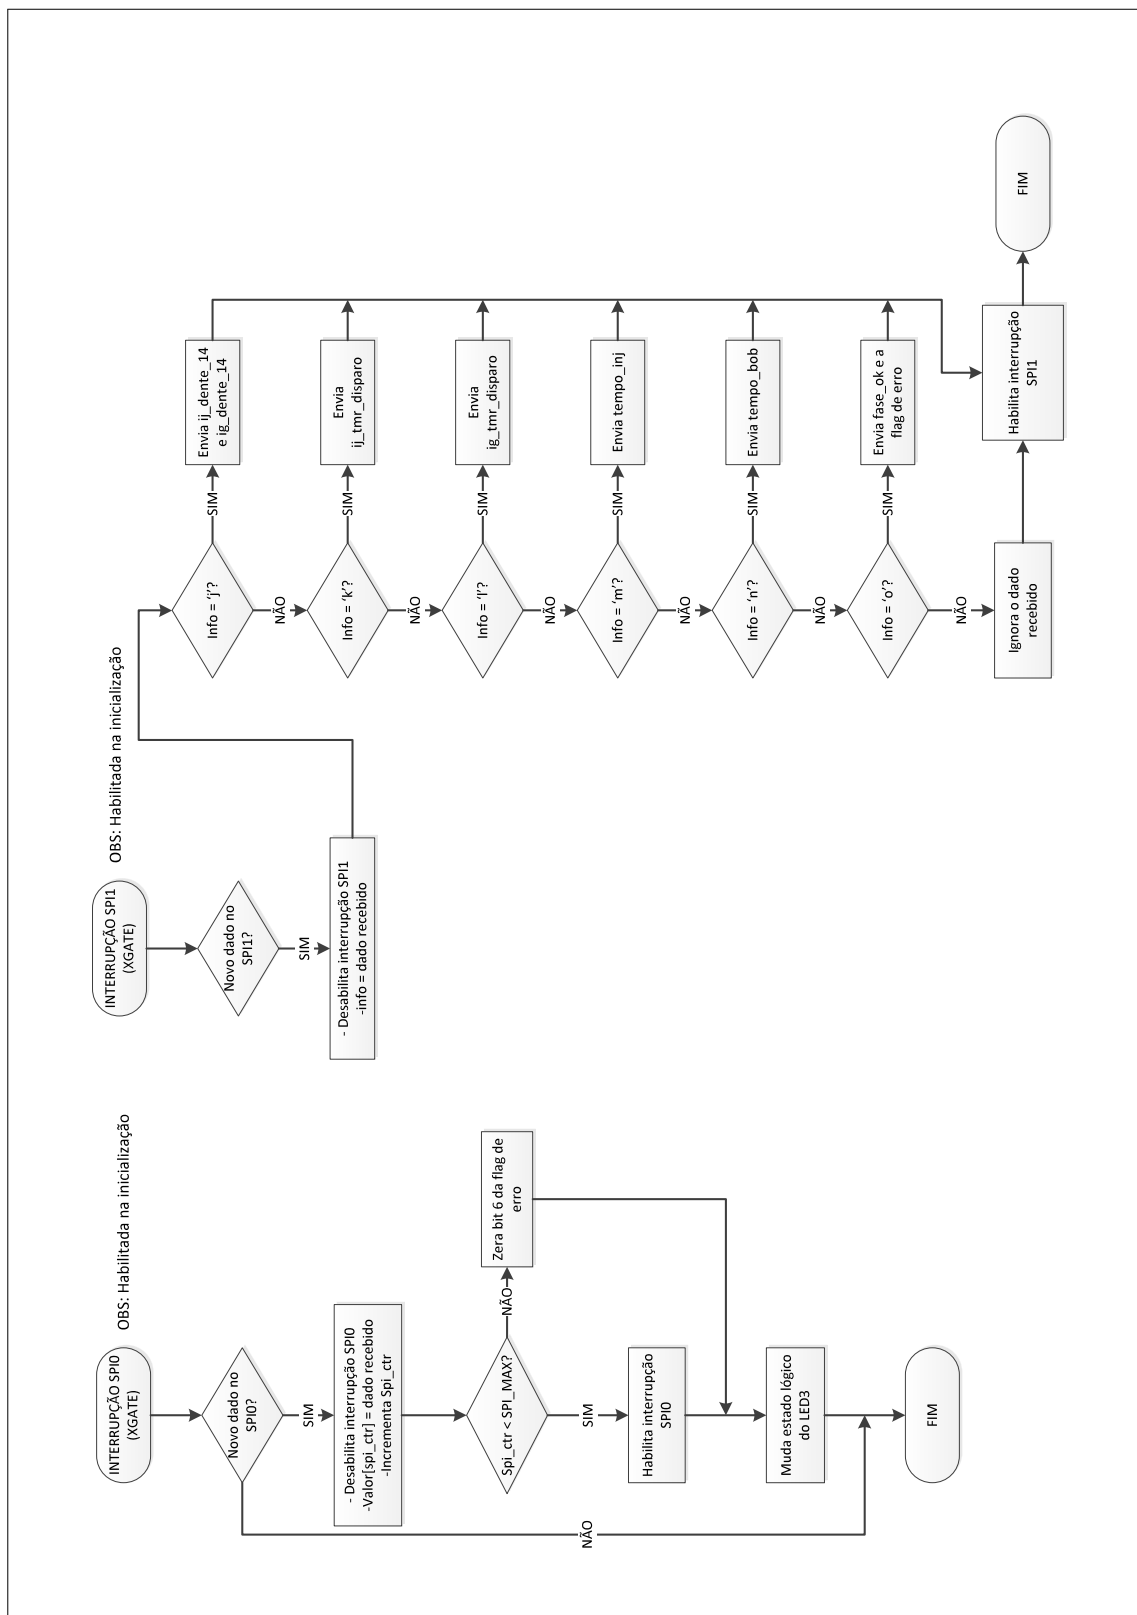 INTERRUPÇÃO SPI0
(XGATE)
OBS: Habilitada na inicialização
Novo dado no
SPI0?
SIM
NÃO
- Desabilita interrupção SPI0
-Valor[spi_ctr] = dado recebido
-Incrementa Spi_ctr
Spi_ctr < SPI_MAX?
NÃO
Zera bit 6 da flag de
erro
SIM
Habilita interrupção
SPI0
Muda estado lógico
do LED3
FIM
INTERRUPÇÃO SPI1
(XGATE)
OBS: Habilitada na inicialização
Novo dado no
SPI1?
SIM
- Desabilita interrupção SPI1
-info = dado recebido
Info = ‘j’?
SIM
Envia ij_dente_14
e ig_dente_14
NÃO
Info = ‘k’?
SIM
Envia
ij_tmr_disparo
NÃO
Info = ‘l’?
SIM
Envia
ig_tmr_disparo
NÃO
Info = ‘m’?
SIM
Envia tempo_inj
NÃO
Info = ‘n’?
SIM
Envia tempo_bob
NÃO
Info = ‘o’?
SIM
Envia fase_ok e a
flag de erro
NÃO
Ignora o dado
recebido
Habilita interrupção
SPI1
FIM